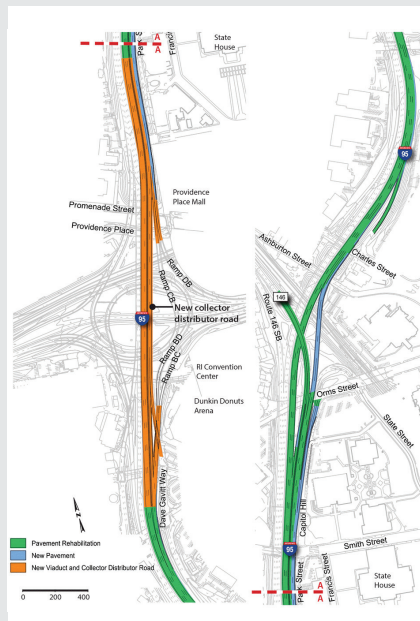 Park S
Francis
State
House
A
A
Providence
Place Mall
Promenade Street
Providence Place
Ramp DB
Ramp CB
New collector
distributor road
95
Ramp BD
Ramp BC
RI Convention
Center
Dunkin Donuts
Arena
Dave Gavitt Way
N
Pavement Rehabilitation
New Pavement
New Viaduct and Collector Distributor Road
0 200 400
95
Ashburton Street
Charles Street
146
Route 146 SB
Orms Street
State Street
Capitol Hill
Smith Street
95
Park Street
Francis Street
State
House
A
A